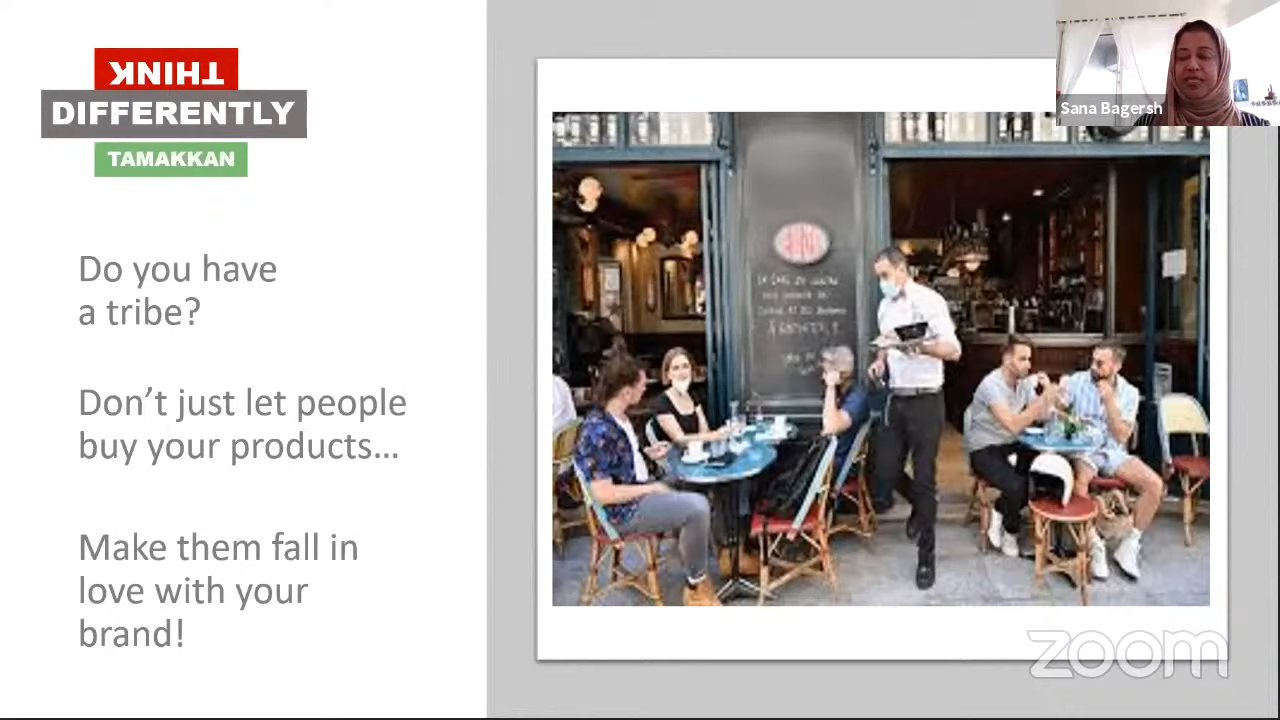 THINK
DIFFERENTLY
TAMAKKAN
Do you have
a tribe?
Don’t just let people
buy your products…
Make them fall in
love with your
brand!
Sana Bagersh
zoom